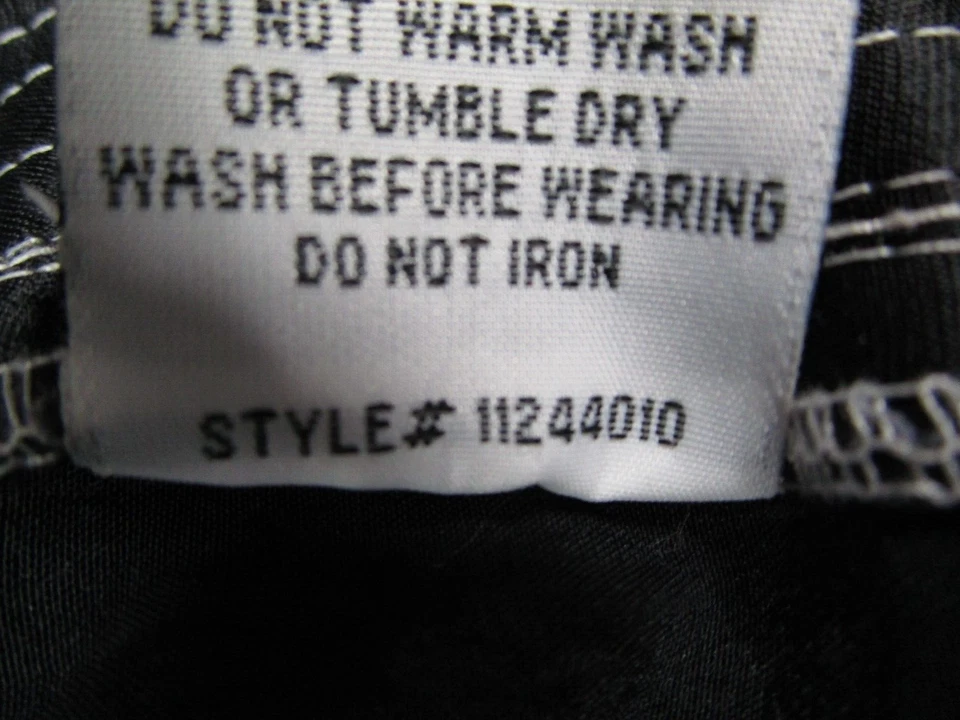 DO NOT WARM WASH
OR TUMBLE DRY
WASH BEFORE WEARING
DO NOT IRON
STYLE# 11244010